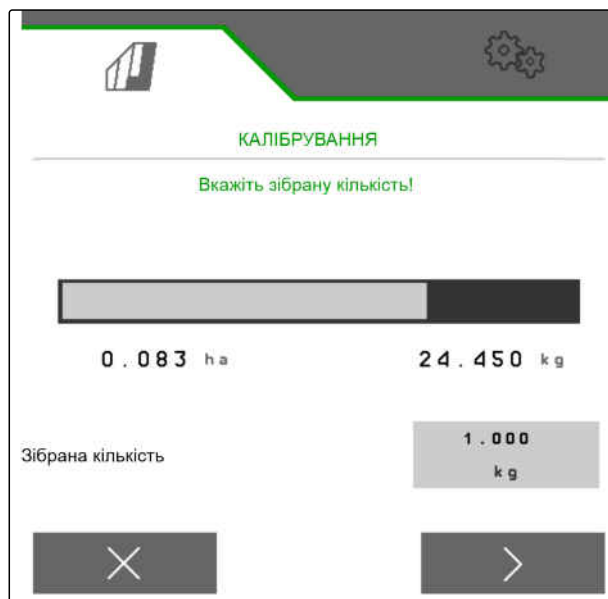 КАЛІБРУВАННЯ
Вкажіть зібрану кількість!
0.083 ha 24.450 kg
Зібрана кількість
1.000
kg